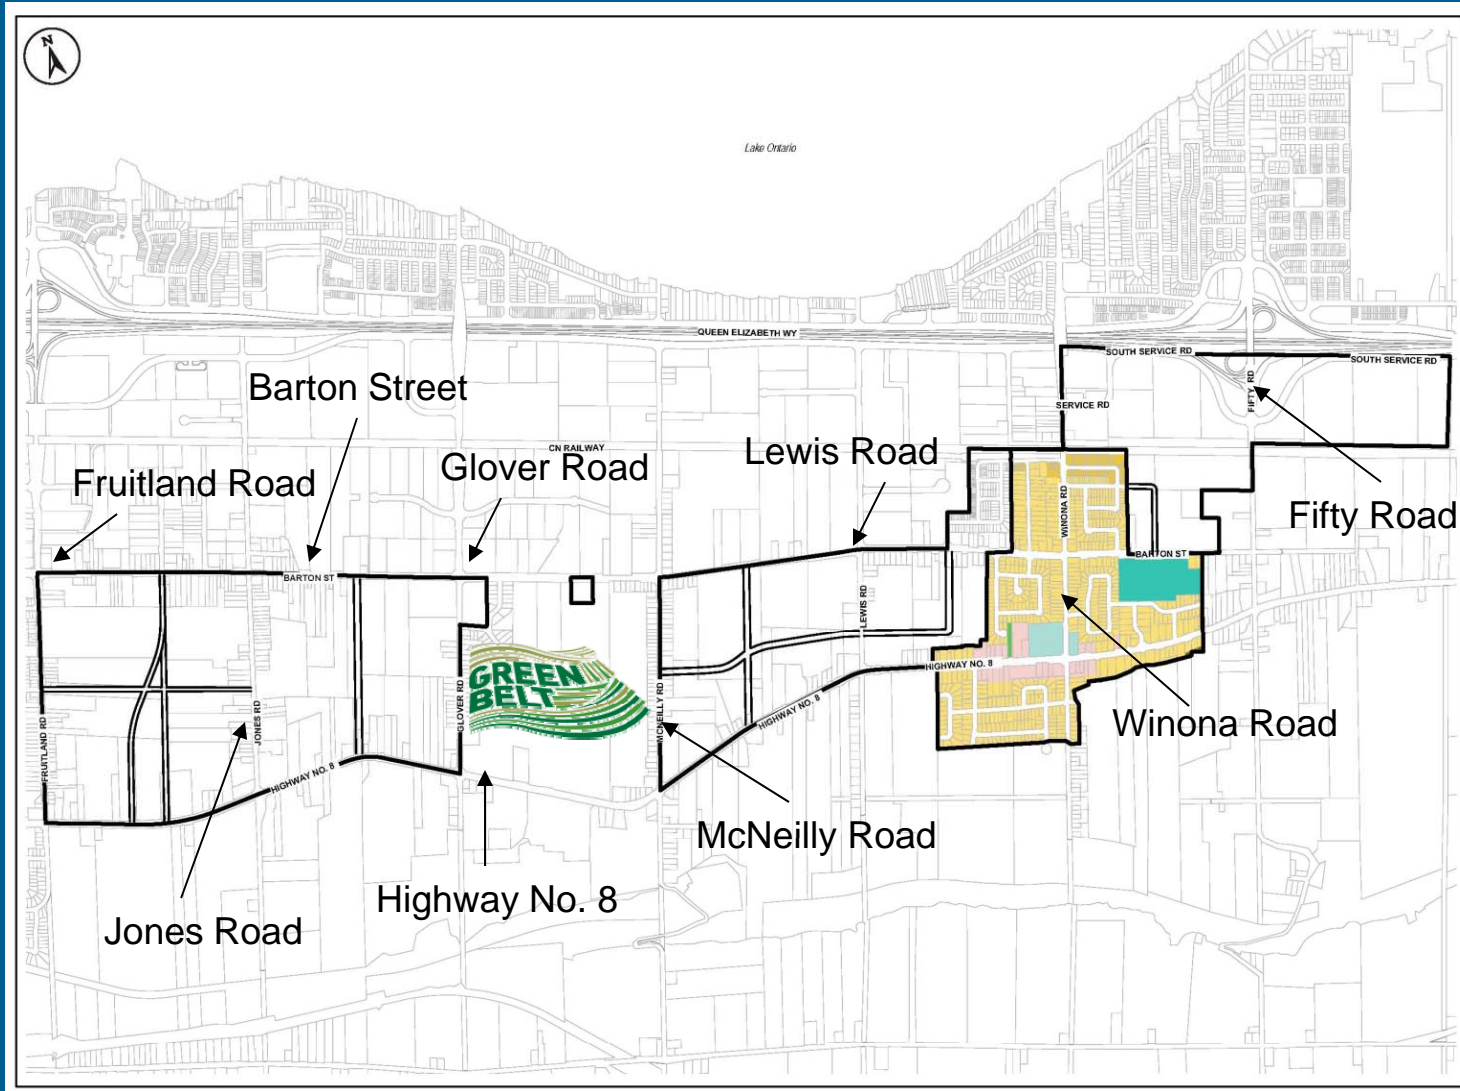 N
Lake Ontario
QUEEN ELIZABETH WY
SOUTH SERVICE RD
SOUTH SERVICE RD
Barton Street
SERVICE RD
FIFTY RD
CN RAILWAY
Glover Road
Lewis Road
Fruitland Road
Fifty Road
WINONA RD
BARTON ST
BARTON ST
LEWIS RD
GREEN
BELT
HIGHWAY NO. 8
FRUITLAND RD
JONES RD
GLOVER RD
MCNEILLY RD
HIGHWAY NO. 8
Winona Road
HIGHWAY NO. 8
McNeilly Road
Highway No. 8
Jones Road